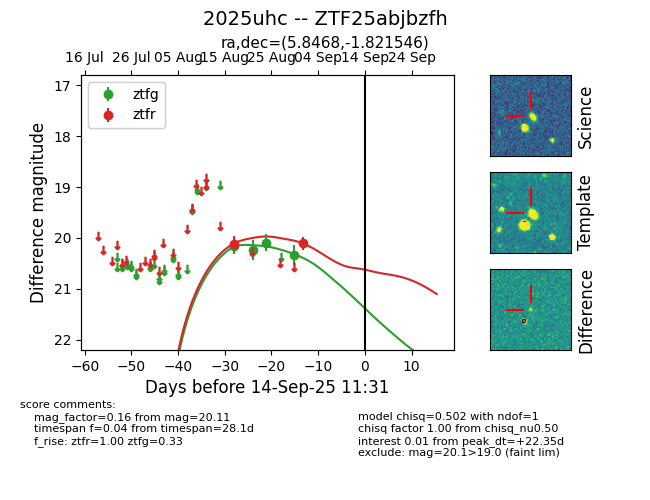 2025uhc -- ZTF25abjbzfh
ra,dec=(5.8468,-1.821546)
16 Jul 26 Jul 05 Aug 15 Aug 25 Aug 04 Sep 14 Sep 24 Sep
ztfg
ztfr
17
18
19
20
21
22
Difference magnitude
−60 −50 −40 −30 −20 −10 0 10
Days before 14-Sep-25 11:31
Science
Template
Difference
score comments:
mag_factor=0.16 from mag=20.11
timespan f=0.04 from timespan=28.1d
f_rise: ztfr=1.00 ztfg=0.33
model chisq=0.502 with ndof=1
chisq factor 1.00 from chisq_nu0.50
interest 0.01 from peak_dt=+22.35d
exclude: mag=20.1>19.0 (faint lim)